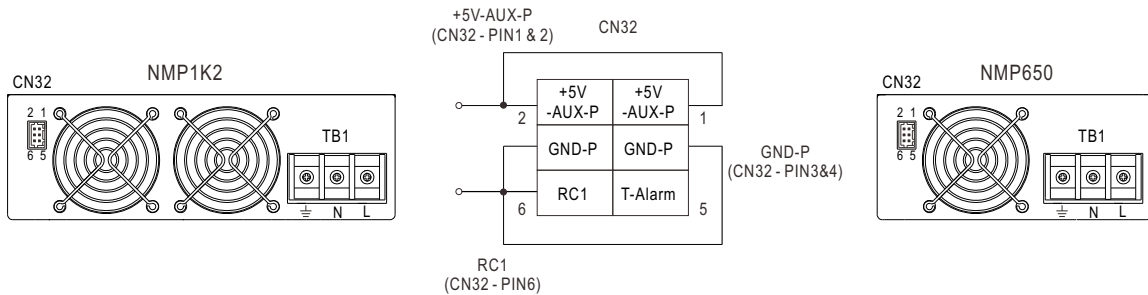 NMP1K2
CN32
2 1
6 5
TB1
N L
+5V-AUX-P
(CN32 - PIN1 & 2)
CN32
+5V
-AUX-P
+5V
-AUX-P
2
1
GND-P
GND-P
GND-P
(CN32 - PIN3&4)
RC1
T-Alarm
6
5
RC1
(CN32 - PIN6)
NMP650
CN32
2 1
6 5
TB1
N L